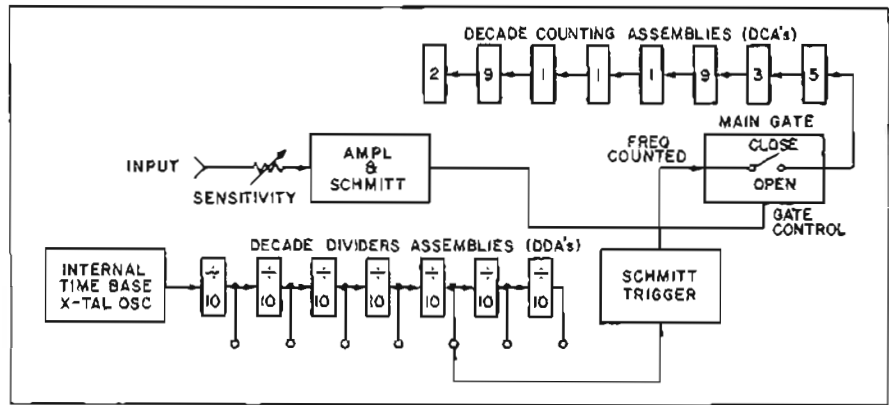 DECADE COUNTING ASSEMBLIES (DCA's)
2 9 1 1 1 9 3 5
MAIN GATE
FREQ
COUNTED
CLOSE
OPEN
GATE
CONTROL
INPUT
SENSITIVITY
AMPL
&
SCHMITT
DECADE DIVIDERS ASSEMBLIES (DDA's)
INTERNAL
TIME BASE
X-TAL OSC
÷ ÷ ÷ ÷ ÷ ÷ ÷
10 10 10 10 10 10 10
SCHMITT
TRIGGER